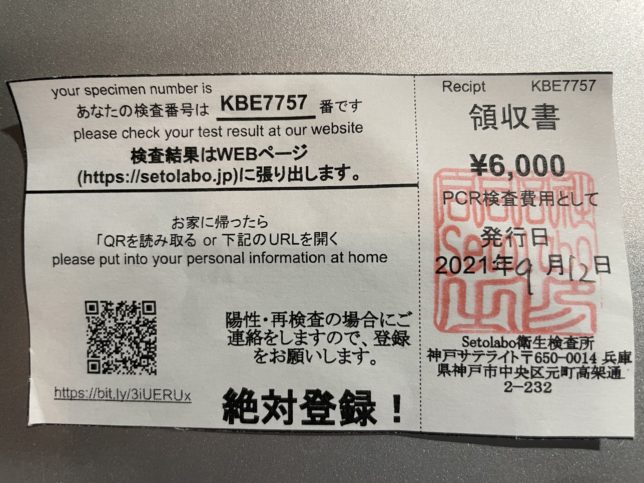 your specimen number is
あなたの検査番号は KBE7757 番です
please check your test result at our website
検査結果はWEBページ
(https://setolabo.jp)に張り出します。
お家に帰ったら
「QRを読み取る or 下記のURLを開く
please put into your personal information at home
陽性・再検査の場合にご
連絡をしますので、登録
をお願いします。
https://bit.ly/3iUERUx
絶対登録！
Recipt KBE7757
領収書
¥6,000
PCR検査費用として
発行日
2021年9月12日
Setolabo衛生検査所
神戸サテライト〒650-0014 兵庫
県神戸市中央区元町高架通
2-232